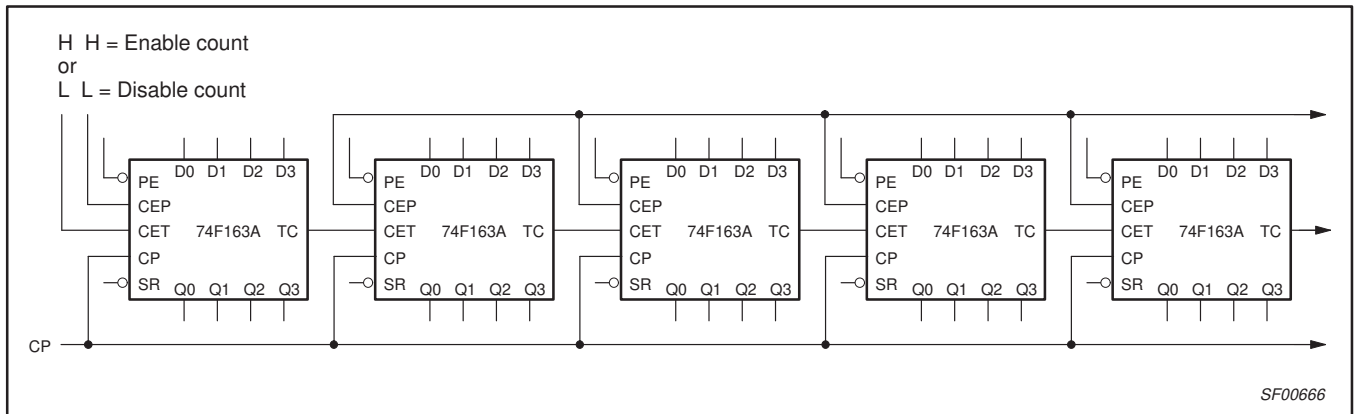 H H = Enable count
or
L L = Disable count
D0 D1 D2 D3
PE
CEP
CET 74F163A TC
CP
SR
Q0 Q1 Q2 Q3
D0 D1 D2 D3
PE
CEP
CET 74F163A TC
CP
SR
Q0 Q1 Q2 Q3
D0 D1 D2 D3
PE
CEP
CET 74F163A TC
CP
SR
Q0 Q1 Q2 Q3
D0 D1 D2 D3
PE
CEP
CET 74F163A TC
CP
SR
Q0 Q1 Q2 Q3
D0 D1 D2 D3
PE
CEP
CET 74F163A TC
CP
SR
Q0 Q1 Q2 Q3
CP
SF00666